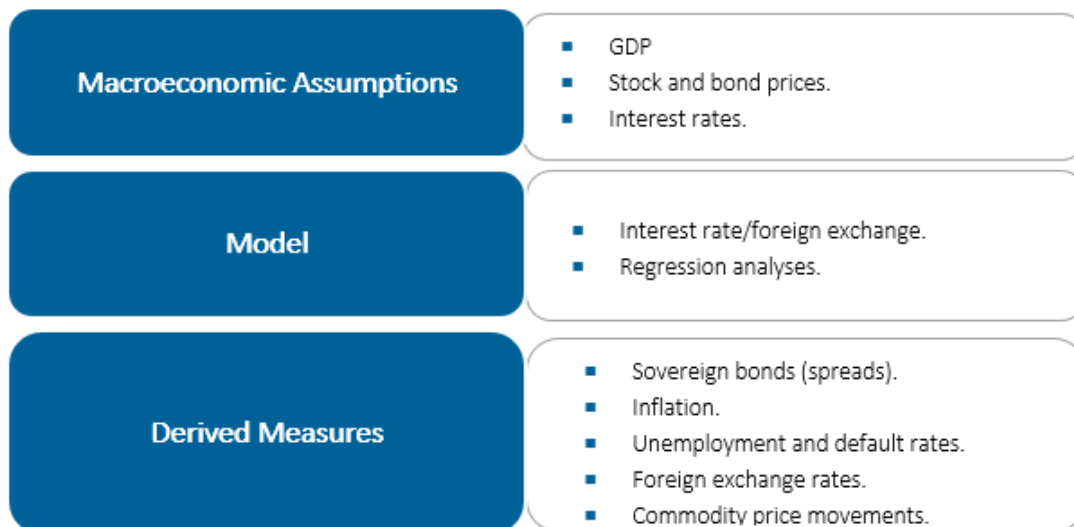 Macroeconomic Assumptions
GDP
Stock and bond prices.
Interest rates.
Model
Interest rate/foreign exchange.
Regression analyses.
Derived Measures
Sovereign bonds (spreads).
Inflation.
Unemployment and default rates.
Foreign exchange rates.
Commodity price movements.